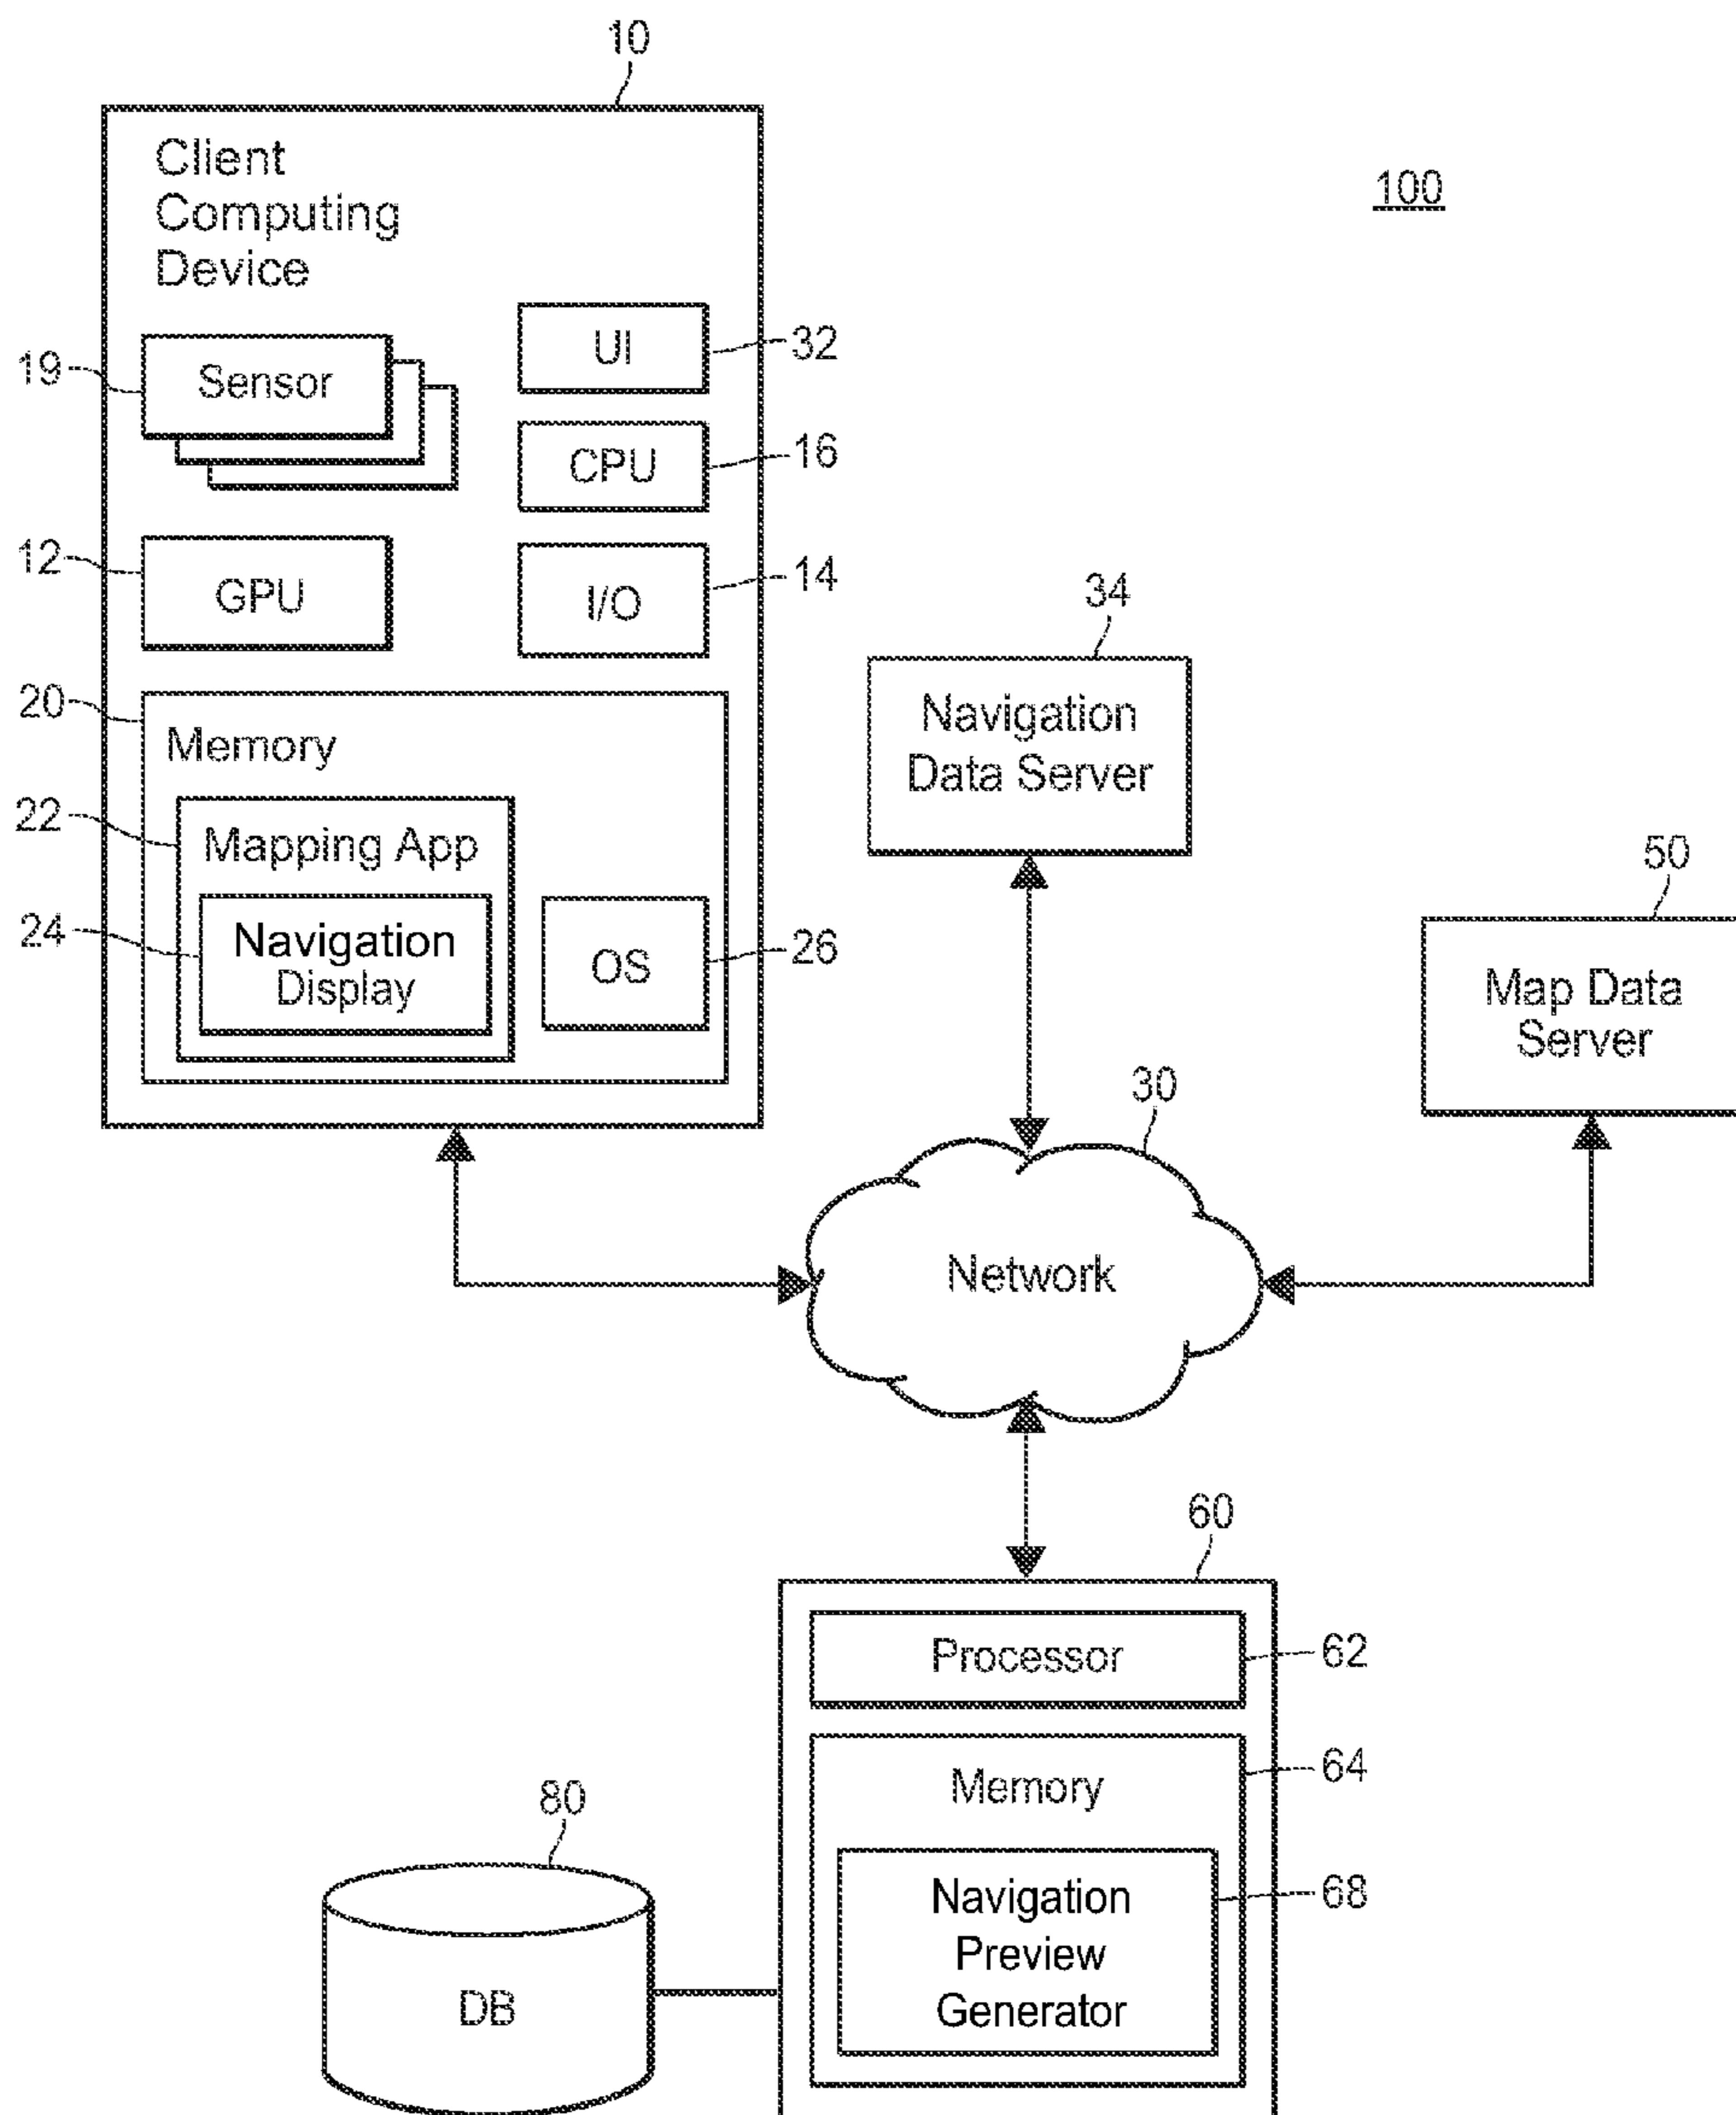 10
Client
Computing
Device
100
UI
32
19
Sensor
CPU
16
12
GPU
I/O
14
34
20
Memory
Navigation
Data Server
22
Mapping App
50
24
Navigation
Display
OS
26
Map Data
Server
30
Network
60
Processor
62
Memory
64
80
Navigation
Preview
Generator
68
DB